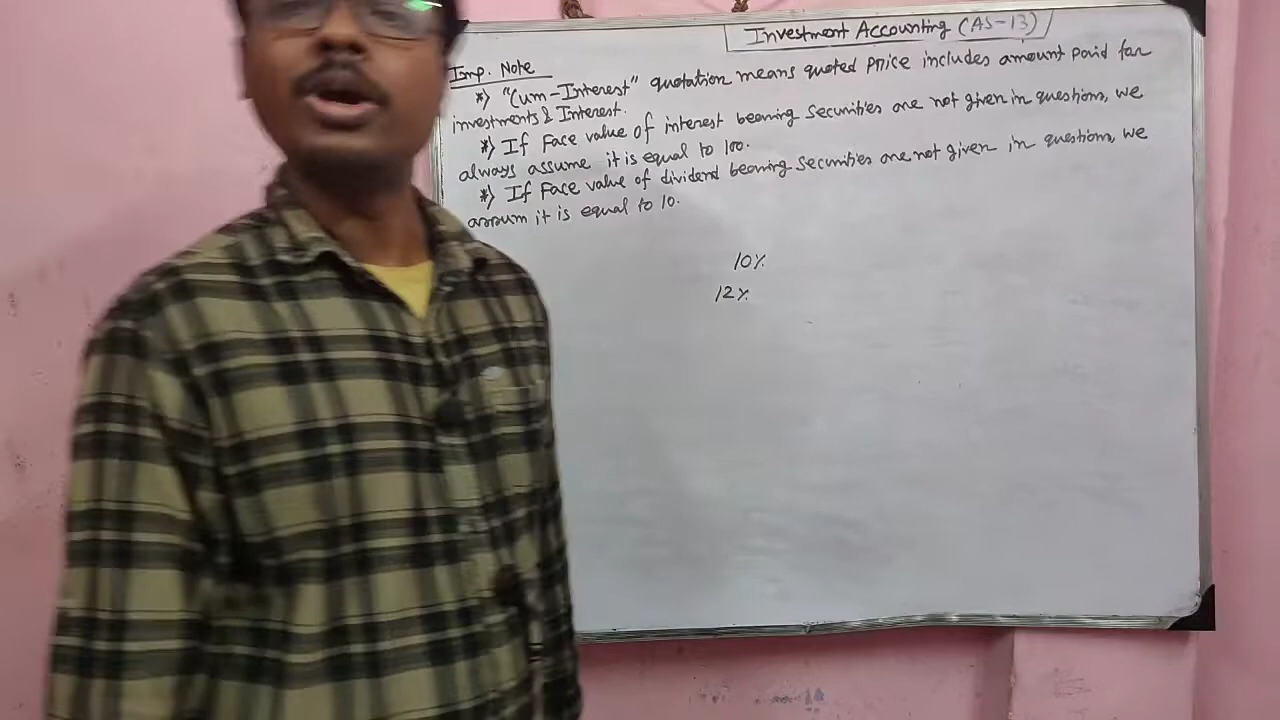 Investment Accounting (AS-13)
Imp. Note
*) "Cum-Interest" quotation means quoted price includes amount paid for
investments & Interest.
*) If Face value of interest bearing securities are not given in questions, we
always assume it is equal to 100.
*) If Face value of dividend bearing securities are not given in questions, we
assum it is equal to 10.
10%
12%